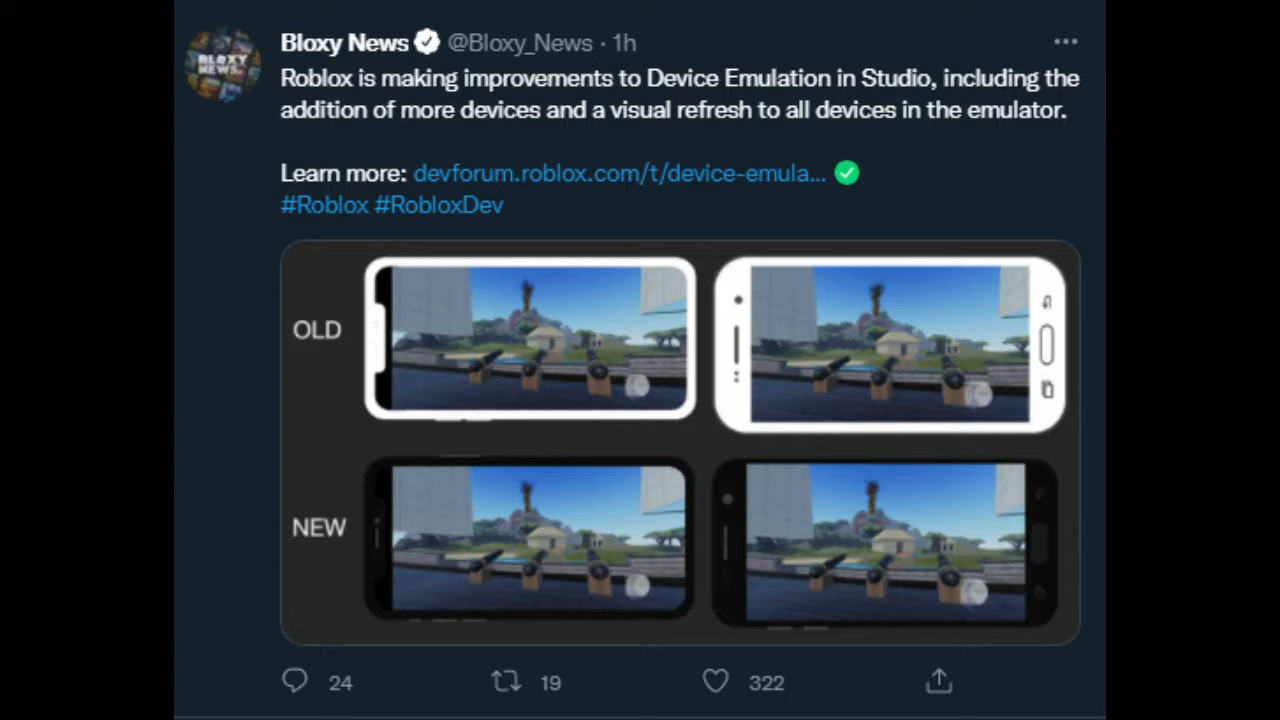 BLOXY
NEWS.
Bloxy News @Bloxy_News · 1h
Roblox is making improvements to Device Emulation in Studio, including the
addition of more devices and a visual refresh to all devices in the emulator.
Learn more: devforum.roblox.com/t/device-emula...
#Roblox #RobloxDev
OLD
NEW
24 19 322